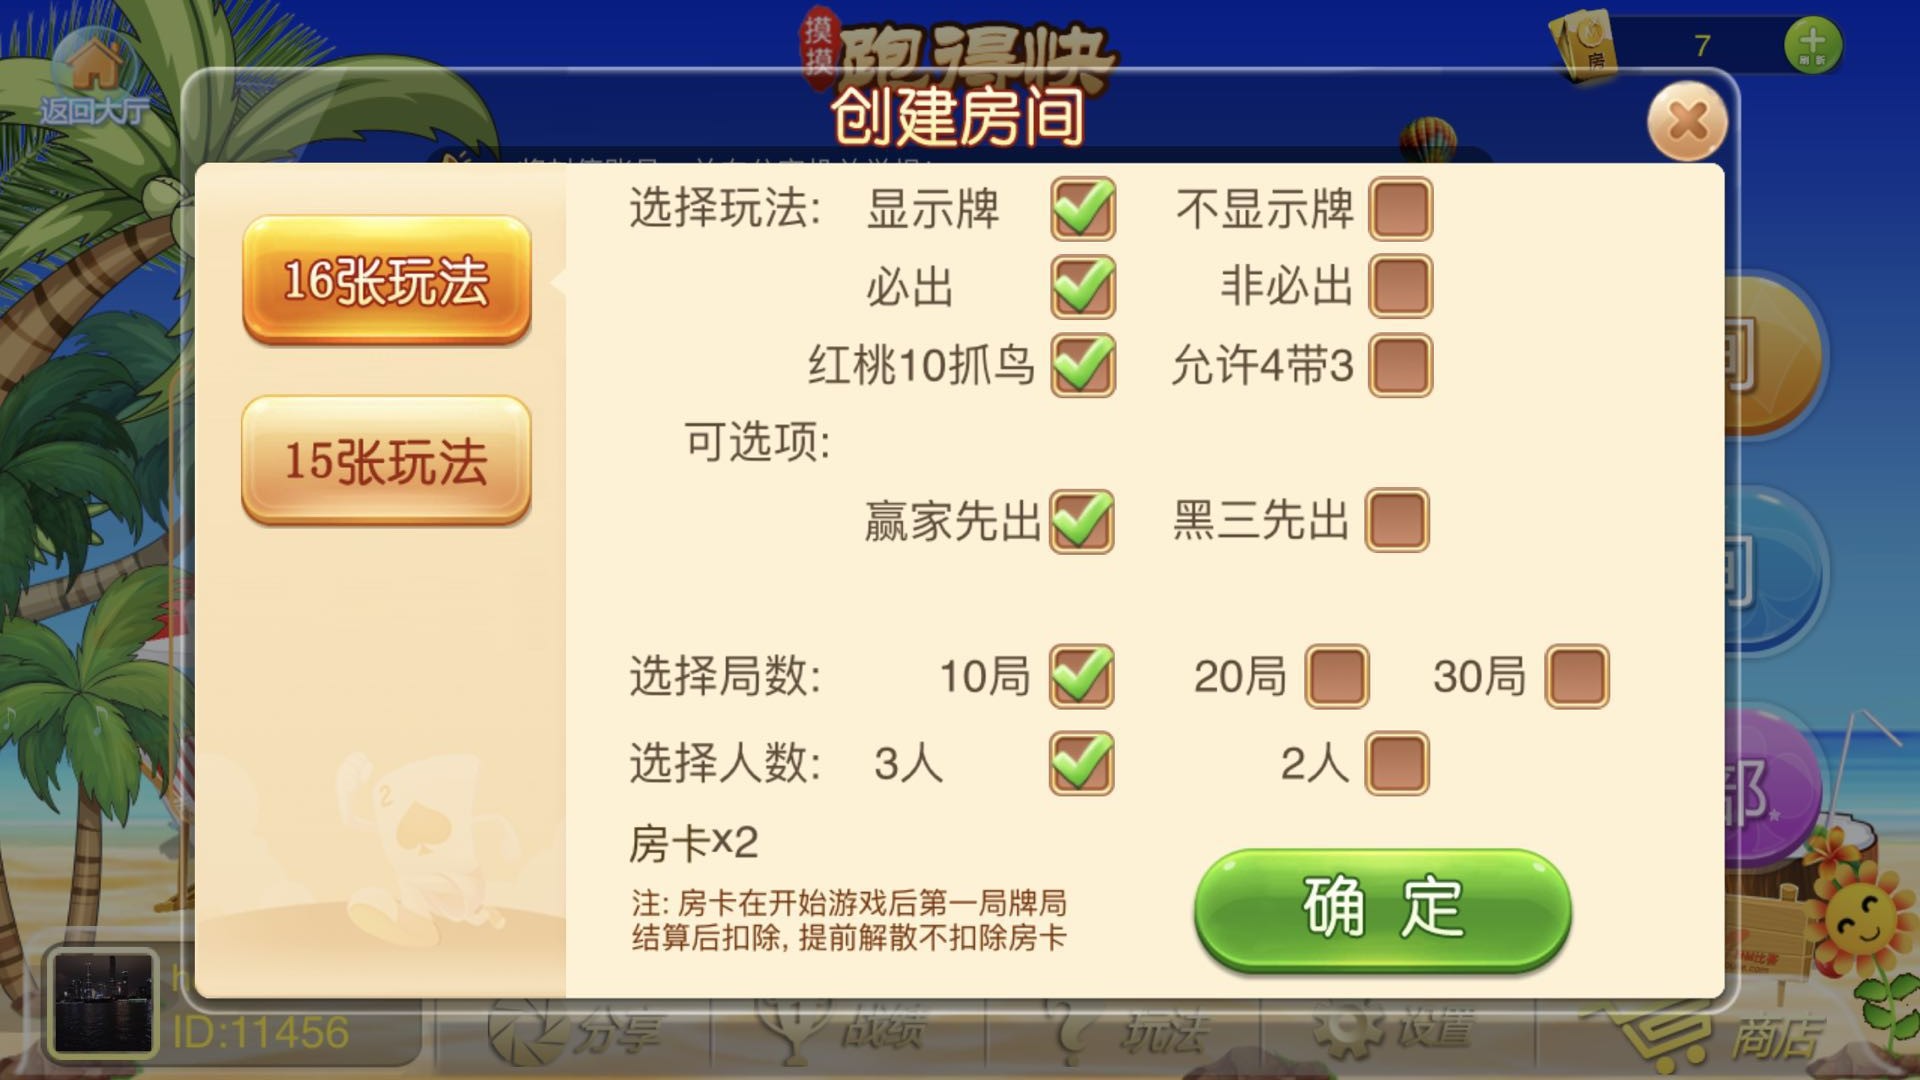 摸摸
跑得快
7
刷新
房
返回大厅
创建房间
16张玩法
15张玩法
选择玩法: 显示牌 不显示牌
必出 非必出
红桃10抓鸟 允许4带3
可选项:
赢家先出 黑三先出
选择局数: 10局 20局 30局
选择人数: 3人 2人
房卡x2
注: 房卡在开始游戏后第一局牌局
结算后扣除, 提前解散不扣除房卡
确 定
间
间
部
ID:11456
分享 战绩 玩法 设置 商店